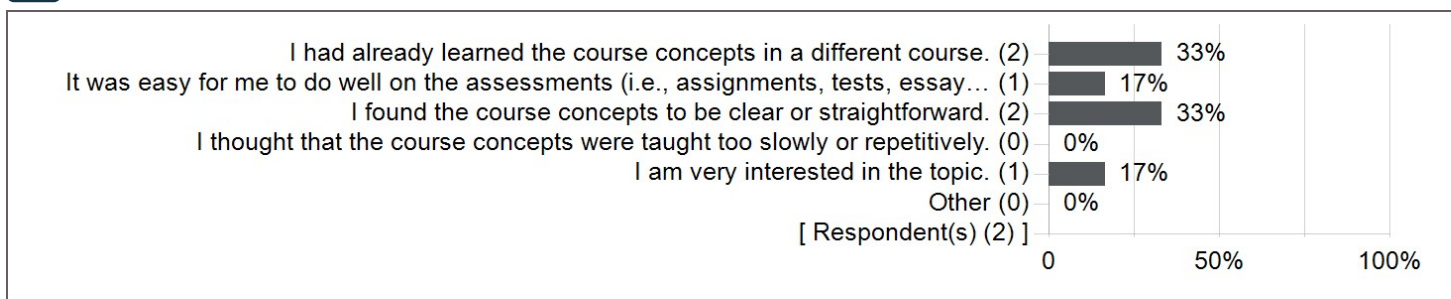 I had already learned the course concepts in a different course. (2) 33%
It was easy for me to do well on the assessments (i.e., assignments, tests, essay... (1) 17%
I found the course concepts to be clear or straightforward. (2) 33%
I thought that the course concepts were taught too slowly or repetitively. (0) 0%
I am very interested in the topic. (1) 17%
Other (0) 0%
[ Respondent(s) (2) ]
0 50% 100%